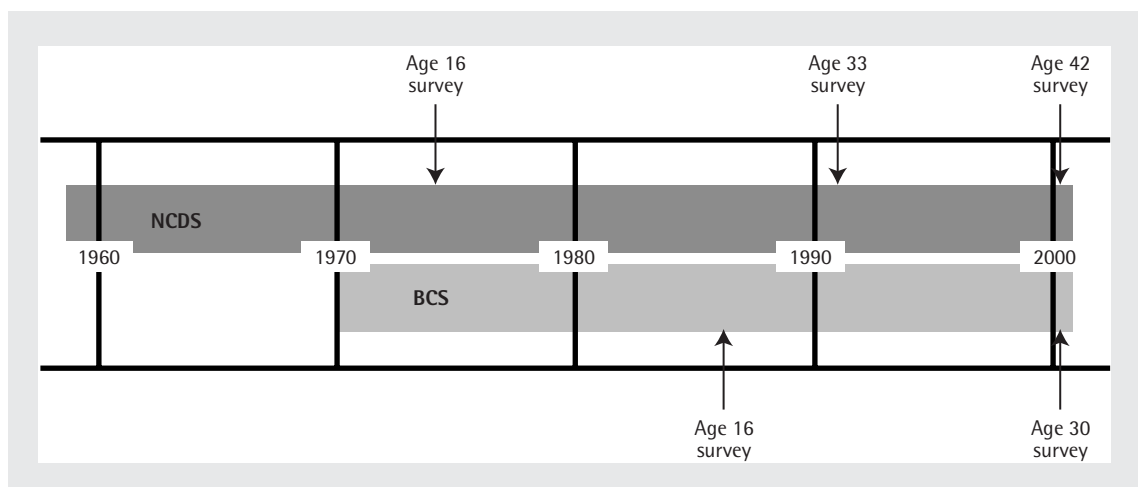 Age 16
survey
Age 33
survey
Age 42
survey
NCDS
1960
1970
1980
1990
2000
BCS
Age 16
survey
Age 30
survey